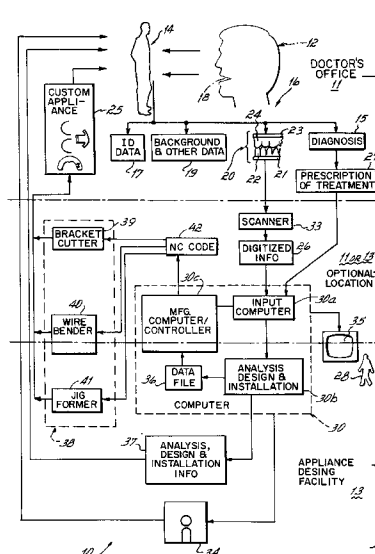 14
12
DOCTOR'S
OFFICE
11
CUSTOM
APPLI-
ANCE
25
18
16
24
23
15
ID
DATA
17
BACKGROUND
& OTHER DATA
19
20
22
21
DIAGNOSIS
PRESCRIPTION
OF TREATMENT
SCANNER
33
39
BRACKET
CUTTER
42
NC CODE
DIGITIZED
INFO
26
11 OR 13
OPTIONAL
LOCATION
30c
MFG.
COMPUTER/
CONTROLLER
INPUT
COMPUTER
30a
40
WIRE
BENDER
35
28
36
DATA
FILE
ANALYSIS
DESIGN &
INSTALLATION
30b
41
JIG
FORMER
COMPUTER
30
38
37
ANALYSIS,
DESIGN &
INSTALLATION
INFO
APPLIANCE
DESING
FACILITY
13
10
34